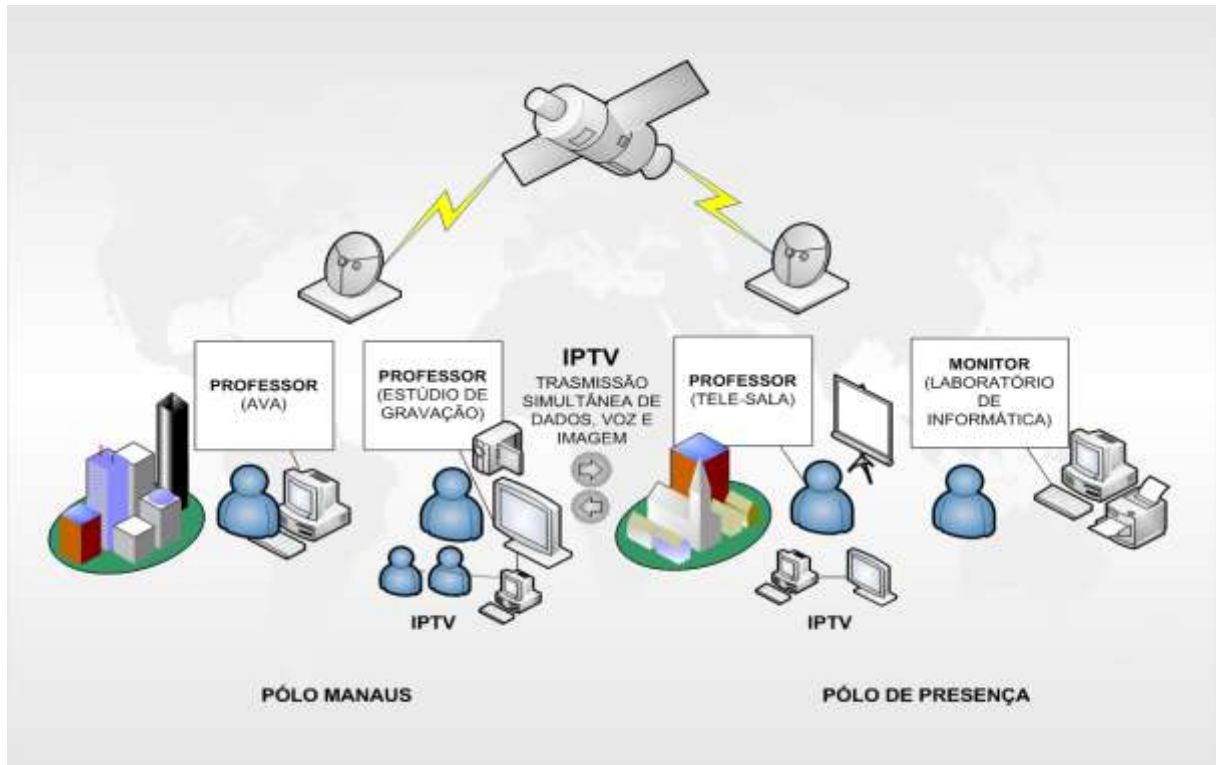 PROFESSOR
(AVA)
PROFESSOR
(ESTÚDIO DE
GRAVAÇÃO)
IPTV
TRASMISSÃO
SIMULTÂNEA DE
DADOS, VOZ E
IMAGEM
PROFESSOR
(TELE-SALA)
MONITOR
(LABORATÓRIO
DE
INFORMÁTICA)
IPTV
IPTV
PÓLO MANAUS
PÓLO DE PRESENÇA